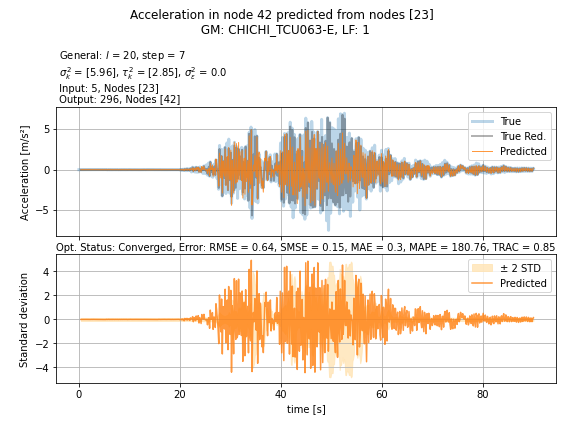 Acceleration in node 42 predicted from nodes [23]
GM: CHICHI_TCU063-E, LF: 1
General: l = 20, step = 7
σ²ₖ = [5.96], τ²ₖ = [2.85], σ²ₑ = 0.0
Input: 5, Nodes [23]
Output: 296, Nodes [42]
Acceleration [m/s²]
5
0
−5
True
True Red.
Predicted
Opt. Status: Converged, Error: RMSE = 0.64, SMSE = 0.15, MAE = 0.3, MAPE = 180.76, TRAC = 0.85
Standard deviation
4
2
0
−2
−4
± 2 STD
Predicted
0 20 40 60 80
time [s]